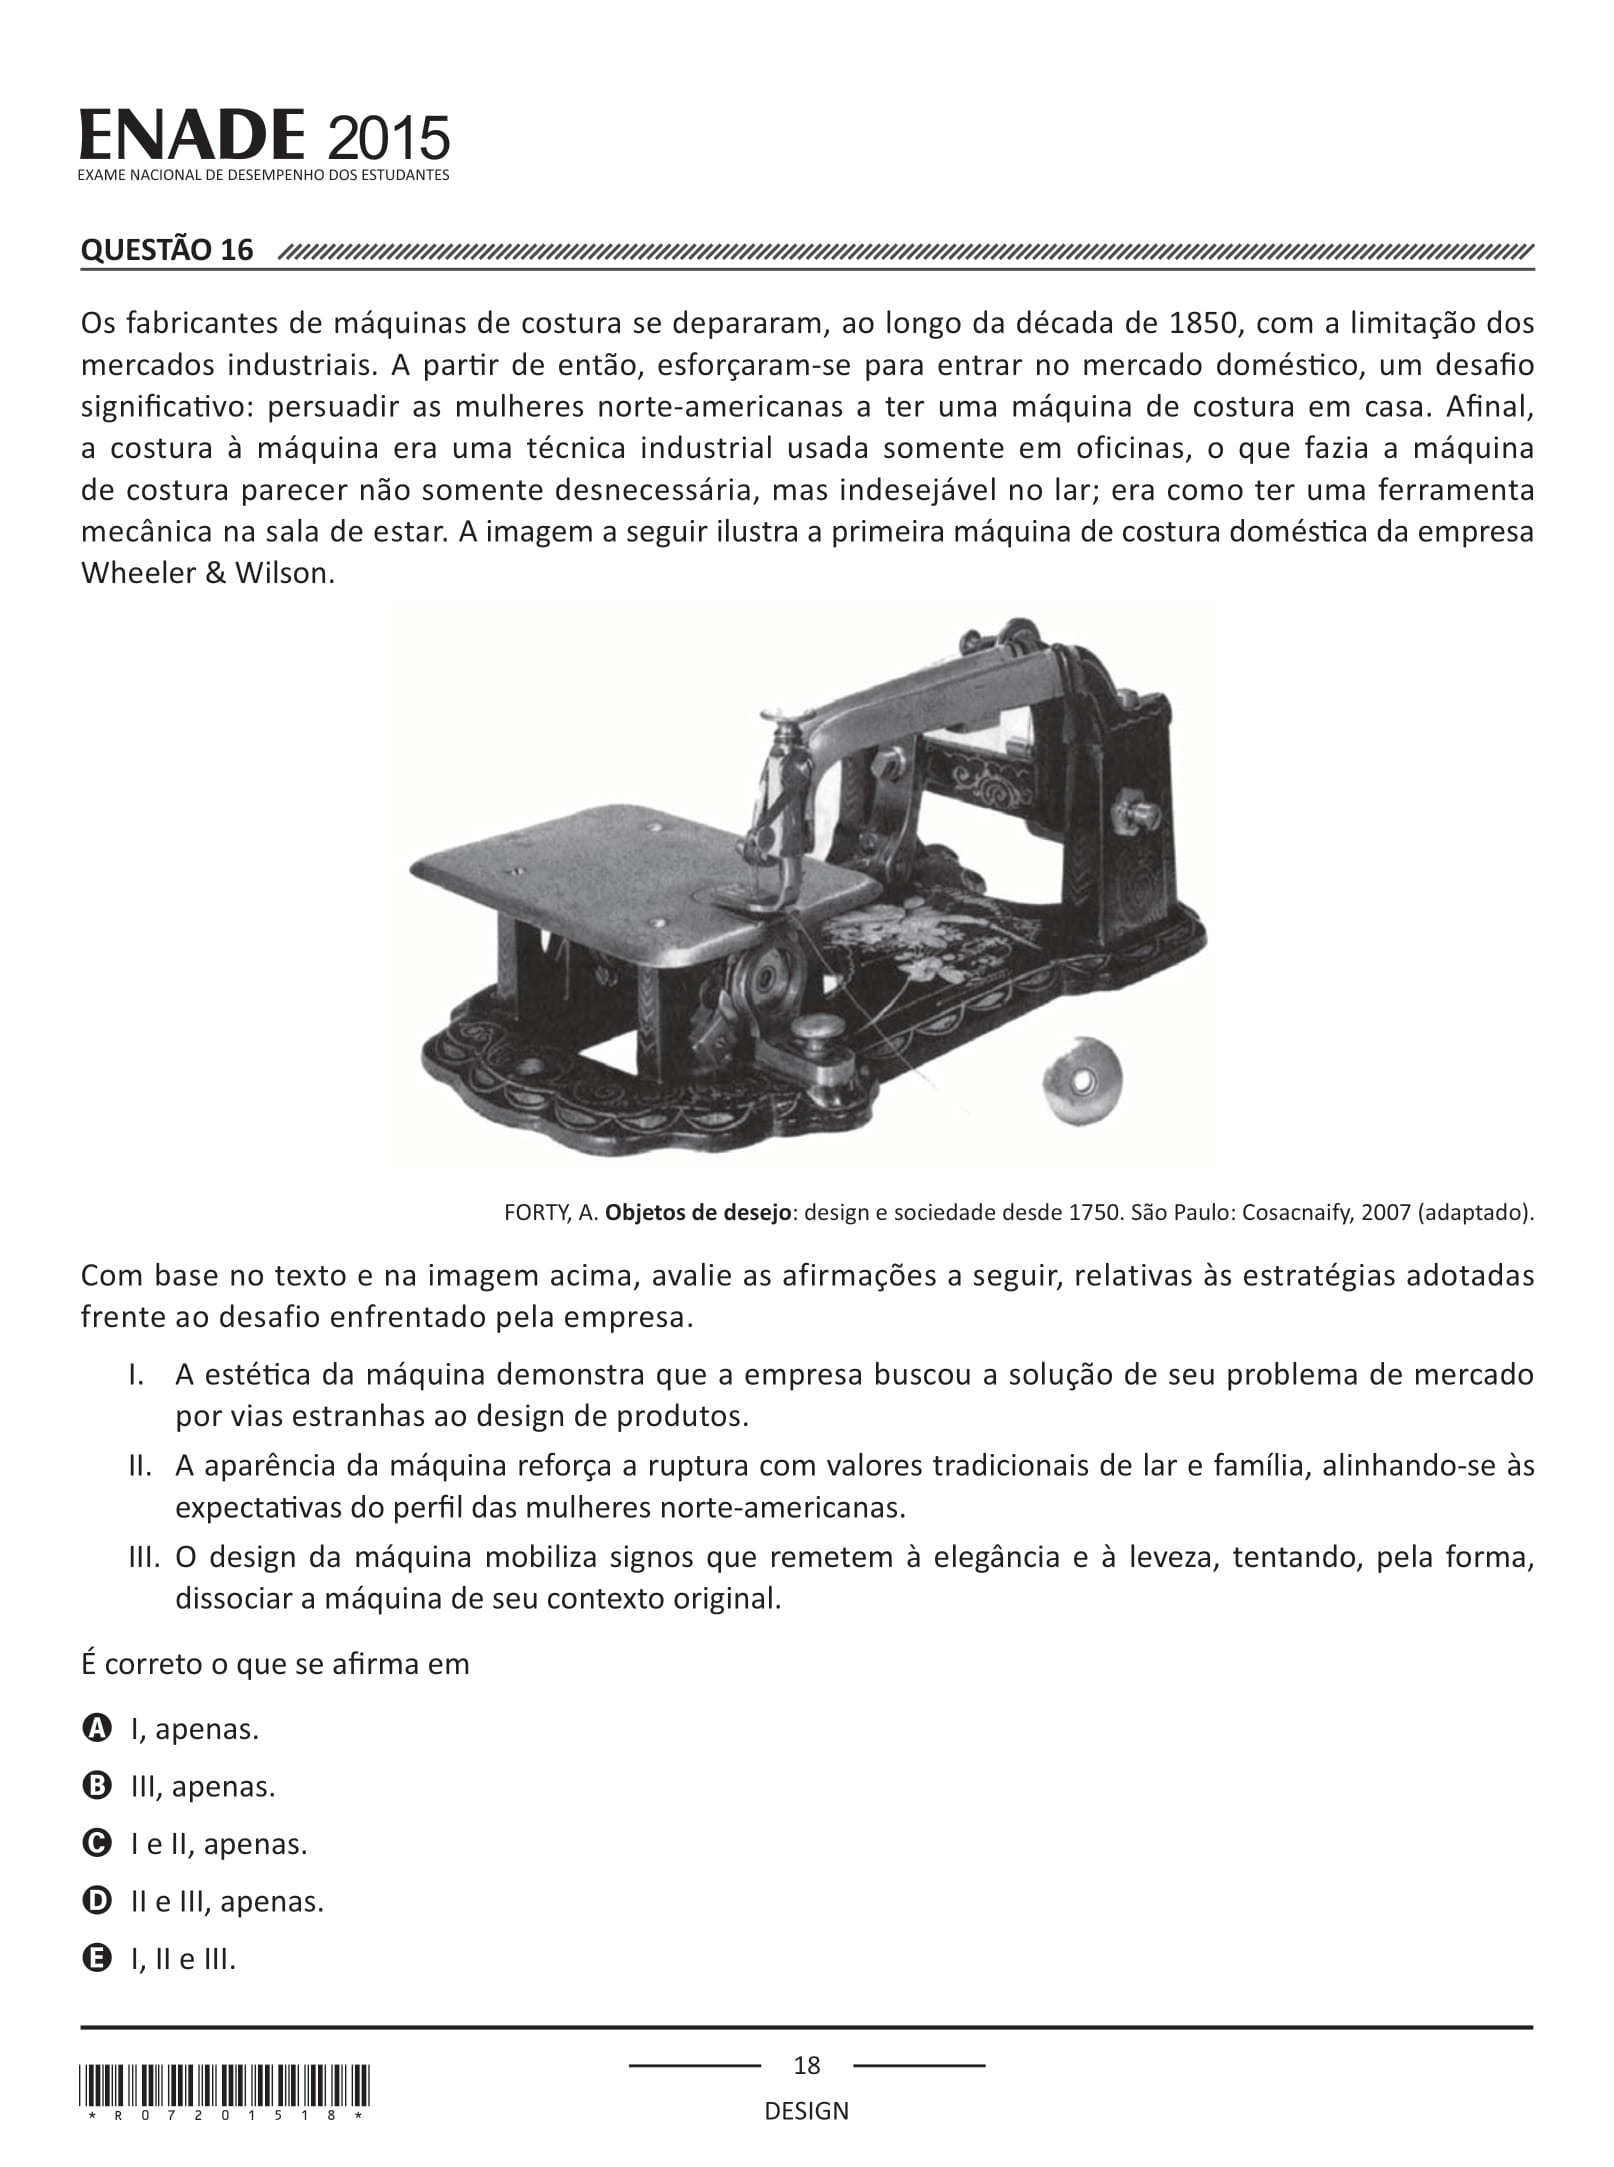 ENADE 2015
EXAME NACIONAL DE DESEMPENHO DOS ESTUDANTES
QUESTÃO 16
Os fabricantes de máquinas de costura se depararam, ao longo da década de 1850, com a limitação dos
mercados industriais. A partir de então, esforçaram-se para entrar no mercado doméstico, um desafio
significativo: persuadir as mulheres norte-americanas a ter uma máquina de costura em casa. Afinal,
a costura à máquina era uma técnica industrial usada somente em oficinas, o que fazia a máquina
de costura parecer não somente desnecessária, mas indesejável no lar; era como ter uma ferramenta
mecânica na sala de estar. A imagem a seguir ilustra a primeira máquina de costura doméstica da empresa
Wheeler & Wilson.
FORTY, A. Objetos de desejo: design e sociedade desde 1750. São Paulo: Cosacnaify, 2007 (adaptado).
Com base no texto e na imagem acima, avalie as afirmações a seguir, relativas às estratégias adotadas
frente ao desafio enfrentado pela empresa.
I. A estética da máquina demonstra que a empresa buscou a solução de seu problema de mercado
por vias estranhas ao design de produtos.
II. A aparência da máquina reforça a ruptura com valores tradicionais de lar e família, alinhando-se às
expectativas do perfil das mulheres norte-americanas.
III. O design da máquina mobiliza signos que remetem à elegância e à leveza, tentando, pela forma,
dissociar a máquina de seu contexto original.
É correto o que se afirma em
A I, apenas.
B III, apenas.
C I e II, apenas.
D II e III, apenas.
E I, II e III.
18
DESIGN
*R07201518*